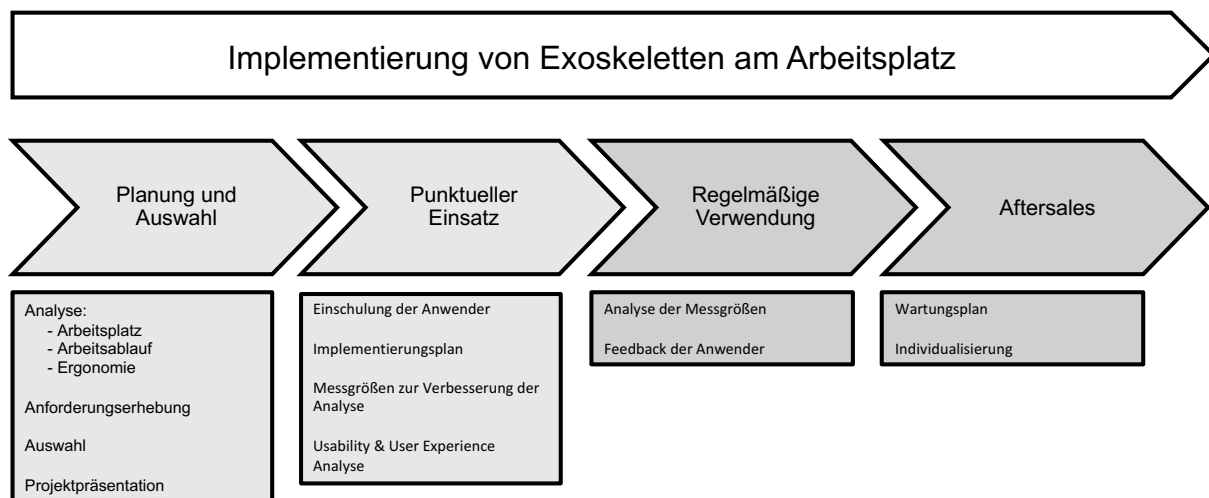 Implementierung von Exoskeletten am Arbeitsplatz
Planung und
Auswahl
Punktueller
Einsatz
Regelmäßige
Verwendung
Aftersales
Analyse:
- Arbeitsplatz
- Arbeitsablauf
- Ergonomie
Anforderungserhebung
Auswahl
Projektpräsentation
Einschulung der Anwender
Implementierungsplan
Messgrößen zur Verbesserung der
Analyse
Usability & User Experience
Analyse
Analyse der Messgrößen
Feedback der Anwender
Wartungsplan
Individualisierung